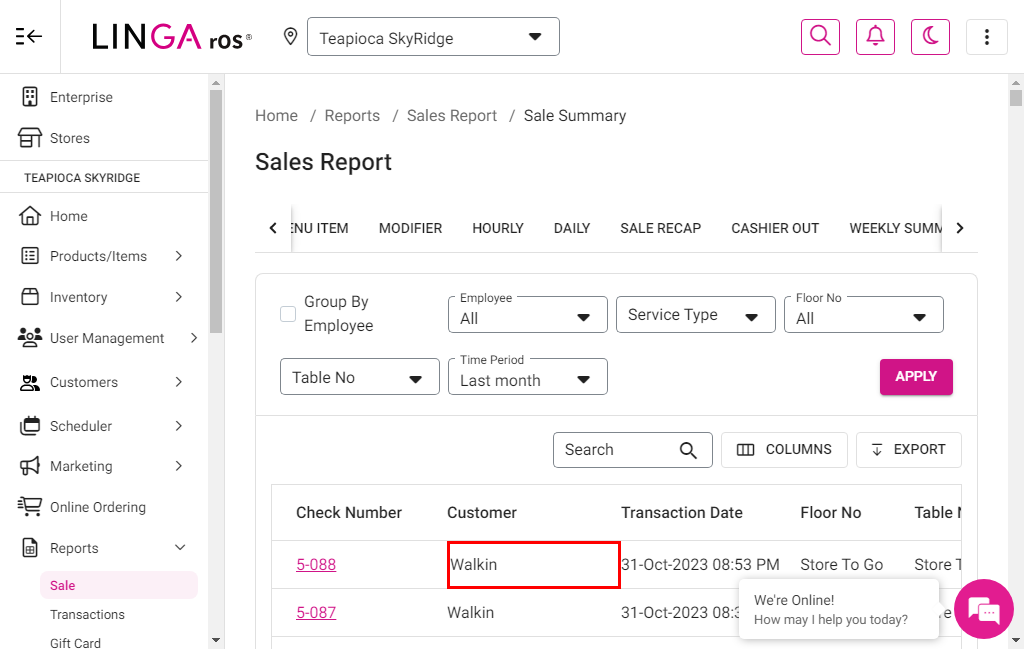 LINGA ros®
Teapioca SkyRidge
Enterprise
Stores
TEAPIOCA SKYRIDGE
Home
Products/Items
Inventory
User Management
Customers
Scheduler
Marketing
Online Ordering
Reports
Sale
Transactions
Gift Card
Home / Reports / Sales Report / Sale Summary
Sales Report
ENU ITEM MODIFIER HOURLY DAILY SALE RECAP CASHIER OUT WEEKLY SUMM
Group By
Employee
Employee
All
Service Type
Floor No
All
Table No
Time Period
Last month
APPLY
Search
COLUMNS
EXPORT
Check Number Customer Transaction Date Floor No Table
5-088 Walkin 31-Oct-2023 08:53 PM Store To Go Store
5-087 Walkin 31-Oct-2023
We're Online!
How may I help you today?